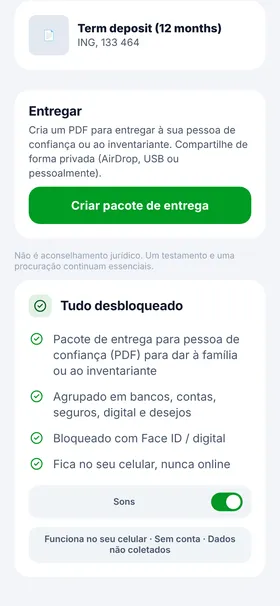 Term deposit (12 months)
ING, 133 464
Entregar
Cria um PDF para entregar à sua pessoa de
confiança ou ao inventariante. Compartilhe de
forma privada (AirDrop, USB ou
pessoalmente).
Criar pacote de entrega
Não é aconselhamento jurídico. Um testamento e uma
procuração continuam essenciais.
Tudo desbloqueado
Pacote de entrega para pessoa de
confiança (PDF) para dar à família
ou ao inventariante
Agrupado em bancos, contas,
seguros, digital e desejos
Bloqueado com Face ID / digital
Fica no seu celular, nunca online
Sons
Funciona no seu celular · Sem conta · Dados
não coletados